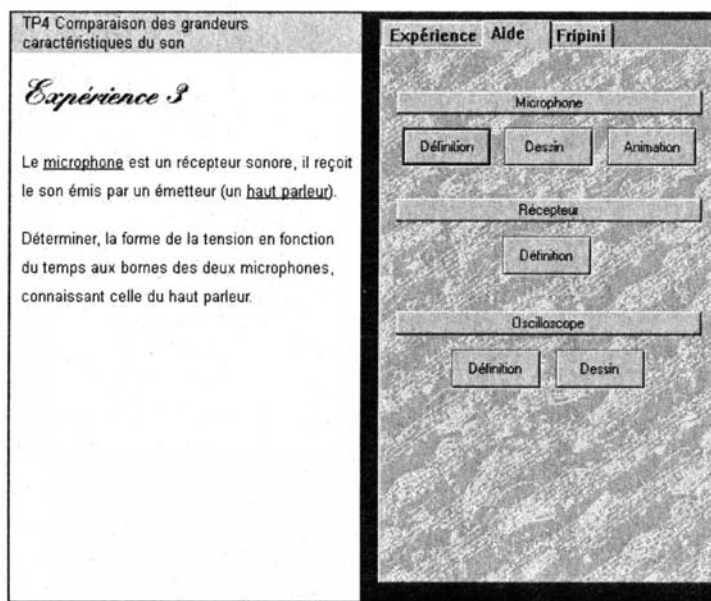 TP4 Comparaison des grandeurs
caractéristiques du son
Expérience 3
Le microphone est un récepteur sonore, il reçoit
le son émis par un émetteur (un haut parleur).
Déterminer, la forme de la tension en fonction
du temps aux bornes des deux microphones,
connaissant celle du haut parleur.
Expérience Aide Fripini
Microphone
Définition Dessin Animation
Récepteur
Définition
Oscilloscope
Définition Dessin